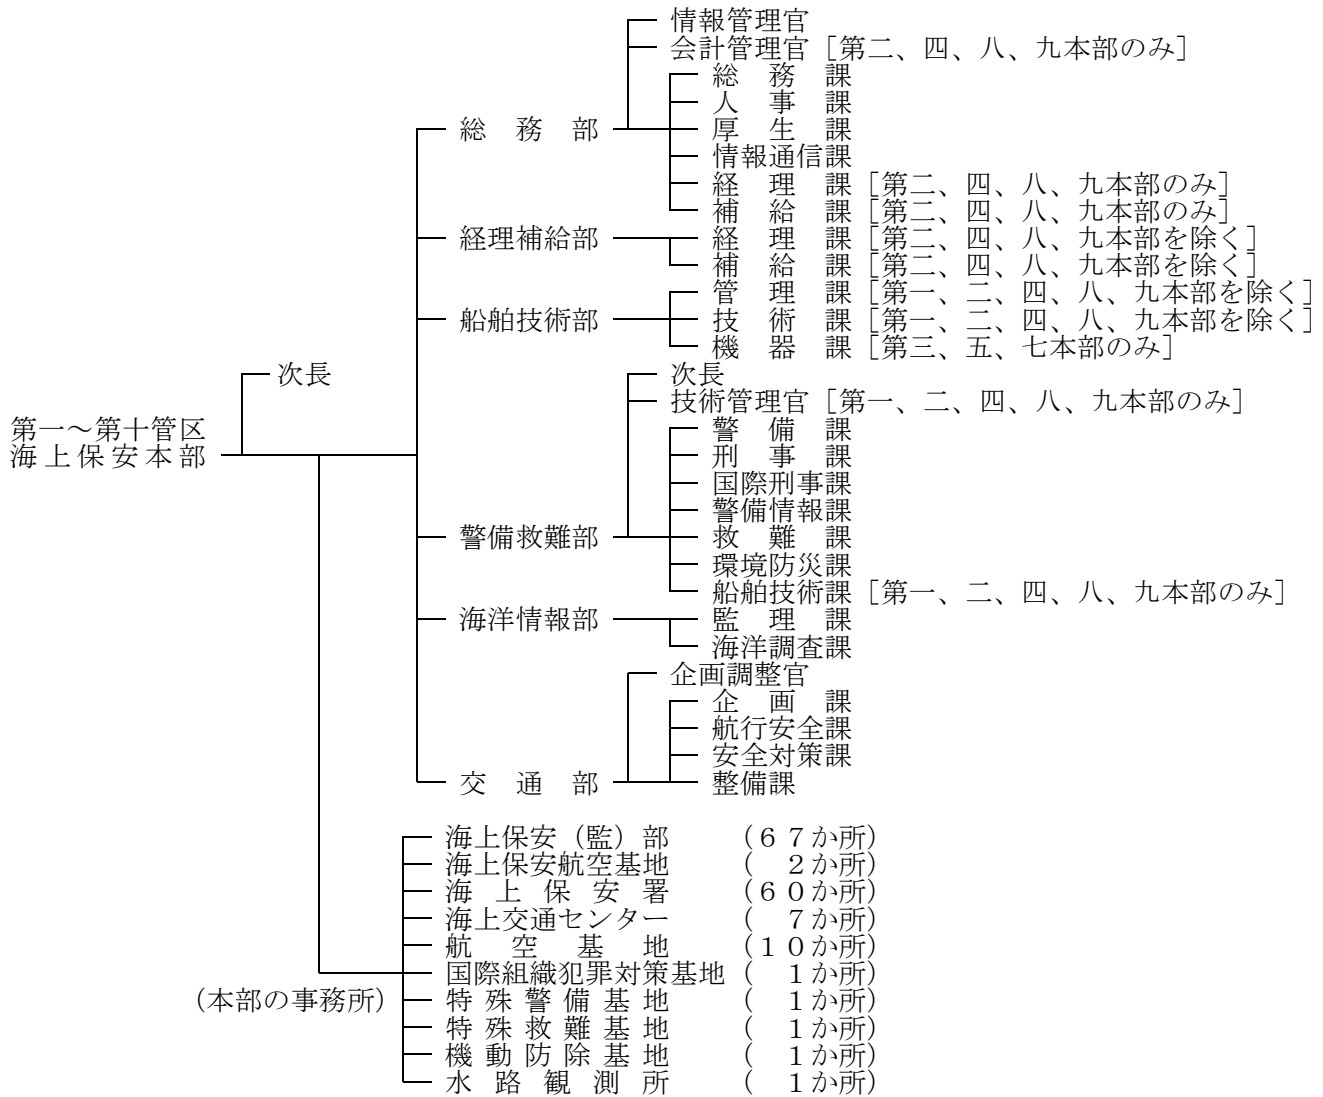 情報管理官
会計管理官［第二、四、八、九本部のみ］
総務課
人事課
総務部
厚生課
情報通信課
経理課［第二、四、八、九本部のみ］
補給課［第二、四、八、九本部のみ］
経理補給部
経理課［第二、四、八、九本部を除く］
補給課［第二、四、八、九本部を除く］
管理課［第一、二、四、八、九本部を除く］
船舶技術部
技術課［第一、二、四、八、九本部を除く］
機器課［第三、五、七本部のみ］
次長
次長
技術管理官［第一、二、四、八、九本部のみ］
第一～第十管区
海上保安本部
警備課
刑事課
国際刑事課
警備情報課
警備救難部
救難課
環境防災課
船舶技術課［第一、二、四、八、九本部のみ］
海洋情報部
監理課
海洋調査課
企画調整官
企画課
航行安全課
安全対策課
交通部
整備課
海上保安（監）部（６７か所）
海上保安航空基地（　２か所）
海上保安署（６０か所）
海上交通センター（　７か所）
航空基地（１０か所）
国際組織犯罪対策基地（　１か所）
（本部の事務所）
特殊警備基地（　１か所）
特殊救難基地（　１か所）
機動防除基地（　１か所）
水路観測所（　１か所）